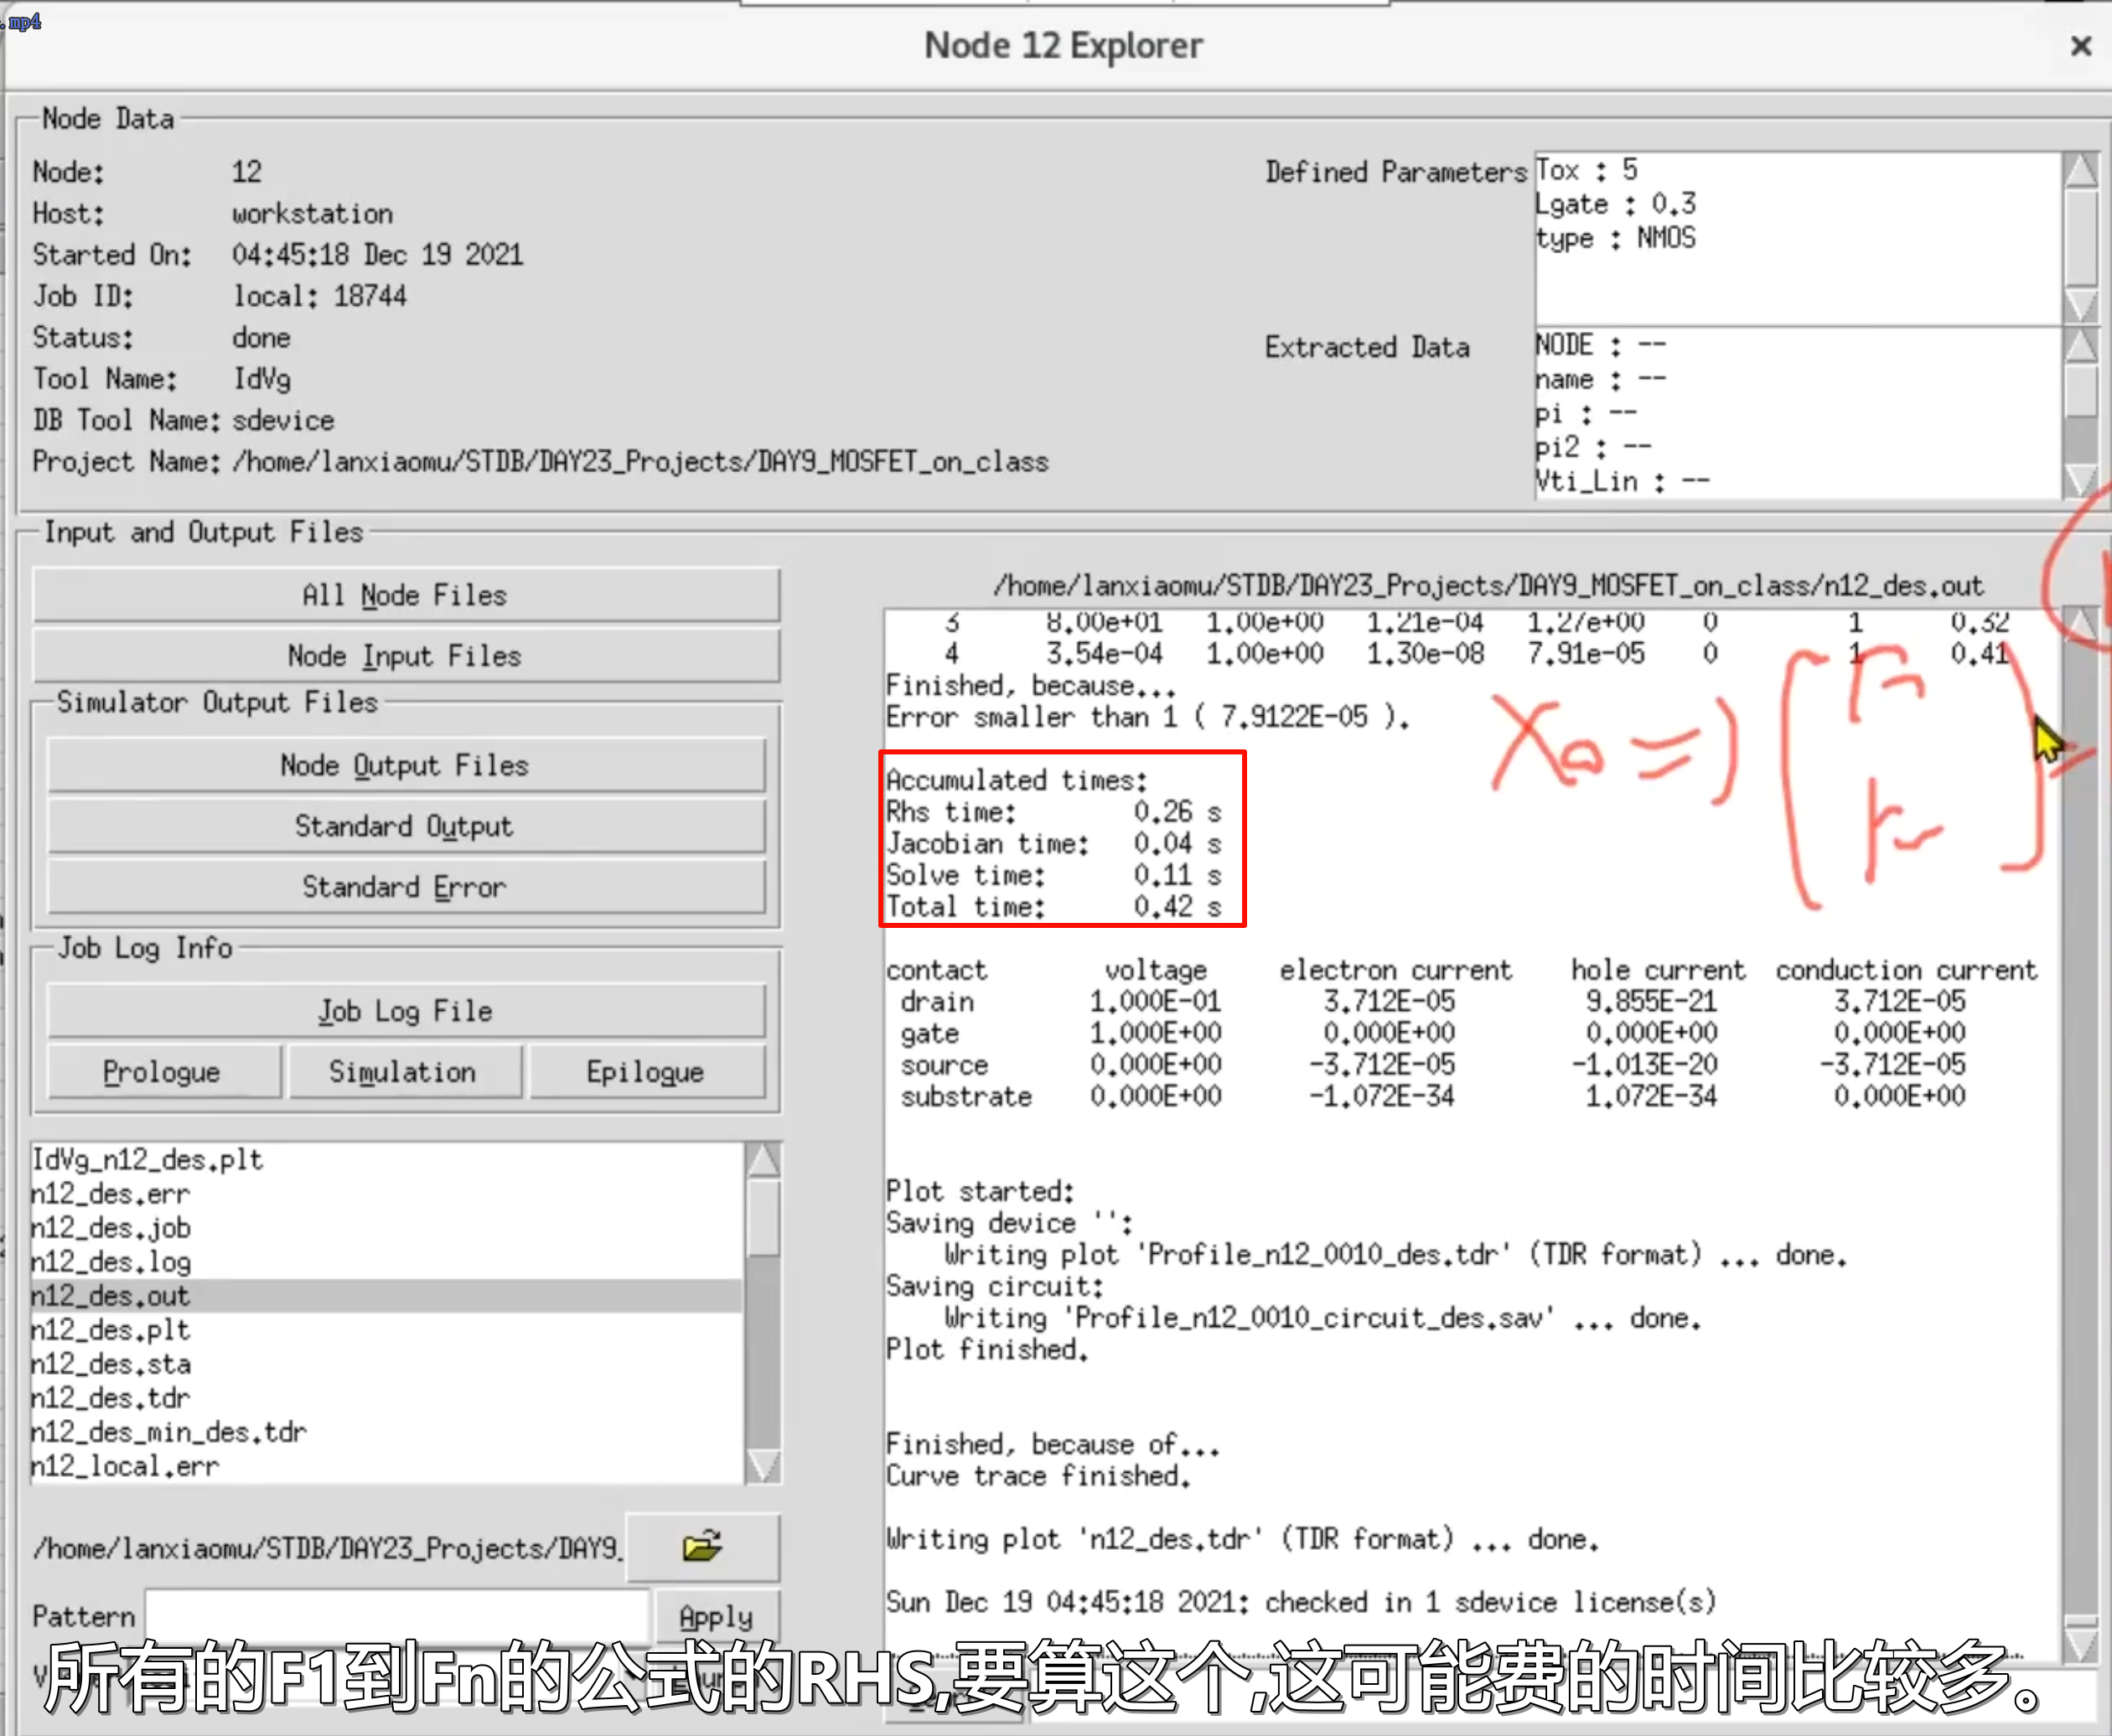 .mp4
Node 12 Explorer
Node Data
Node: 12
Host: workstation
Started On: 04:45:18 Dec 19 2021
Job ID: local: 18744
Status: done
Tool Name: IdVg
DB Tool Name: sdevice
Project Name: /home/lanxiaomu/STDB/DAY23_Projects/DAY9_MOSFET_on_class
Defined Parameters
Tox : 5
Lgate : 0.3
type : NMOS
Extracted Data
NODE : --
name : --
pi : --
pi2 : --
Vti_Lin : --
Input and Output Files
All Node Files
Node Input Files
Simulator Output Files
Node Output Files
Standard Output
Standard Error
Job Log Info
Job Log File
Prologue Simulation Epilogue
IdVg_n12_des.plt
n12_des.err
n12_des.job
n12_des.log
n12_des.out
n12_des.plt
n12_des.sta
n12_des.tdr
n12_des_min_des.tdr
n12_local.err
/home/lanxiaomu/STDB/DAY23_Projects/DAY9_
Pattern Apply
/home/lanxiaomu/STDB/DAY23_Projects/DAY9_MOSFET_on_class/n12_des.out
3 8.00e+01 1.00e+00 1.21e-04 1.27e+00 0 1 0.32
4 3.54e-04 1.00e+00 1.30e-08 7.91e-05 0 1 0.41
Finished, because...
Error smaller than 1 ( 7.9122E-05 ).
Accumulated times:
Rhs time: 0.26 s
Jacobian time: 0.04 s
Solve time: 0.11 s
Total time: 0.42 s
contact voltage electron current hole current conduction current
drain 1.000E-01 3.712E-05 9.855E-21 3.712E-05
gate 1.000E+00 0.000E+00 0.000E+00 0.000E+00
source 0.000E+00 -3.712E-05 -1.013E-20 -3.712E-05
substrate 0.000E+00 -1.072E-34 1.072E-34 0.000E+00
Plot started:
Saving device '':
Writing plot 'Profile_n12_0010_des.tdr' (TDR format) ... done.
Saving circuit:
Writing 'Profile_n12_0010_circuit_des.sav' ... done.
Plot finished.
Finished, because of...
Curve trace finished.
Writing plot 'n12_des.tdr' (TDR format) ... done.
Sun Dec 19 04:45:18 2021: checked in 1 sdevice license(s)
所有的F1到Fn的公式的RHS,要算这个,这可能费的时间比较多。